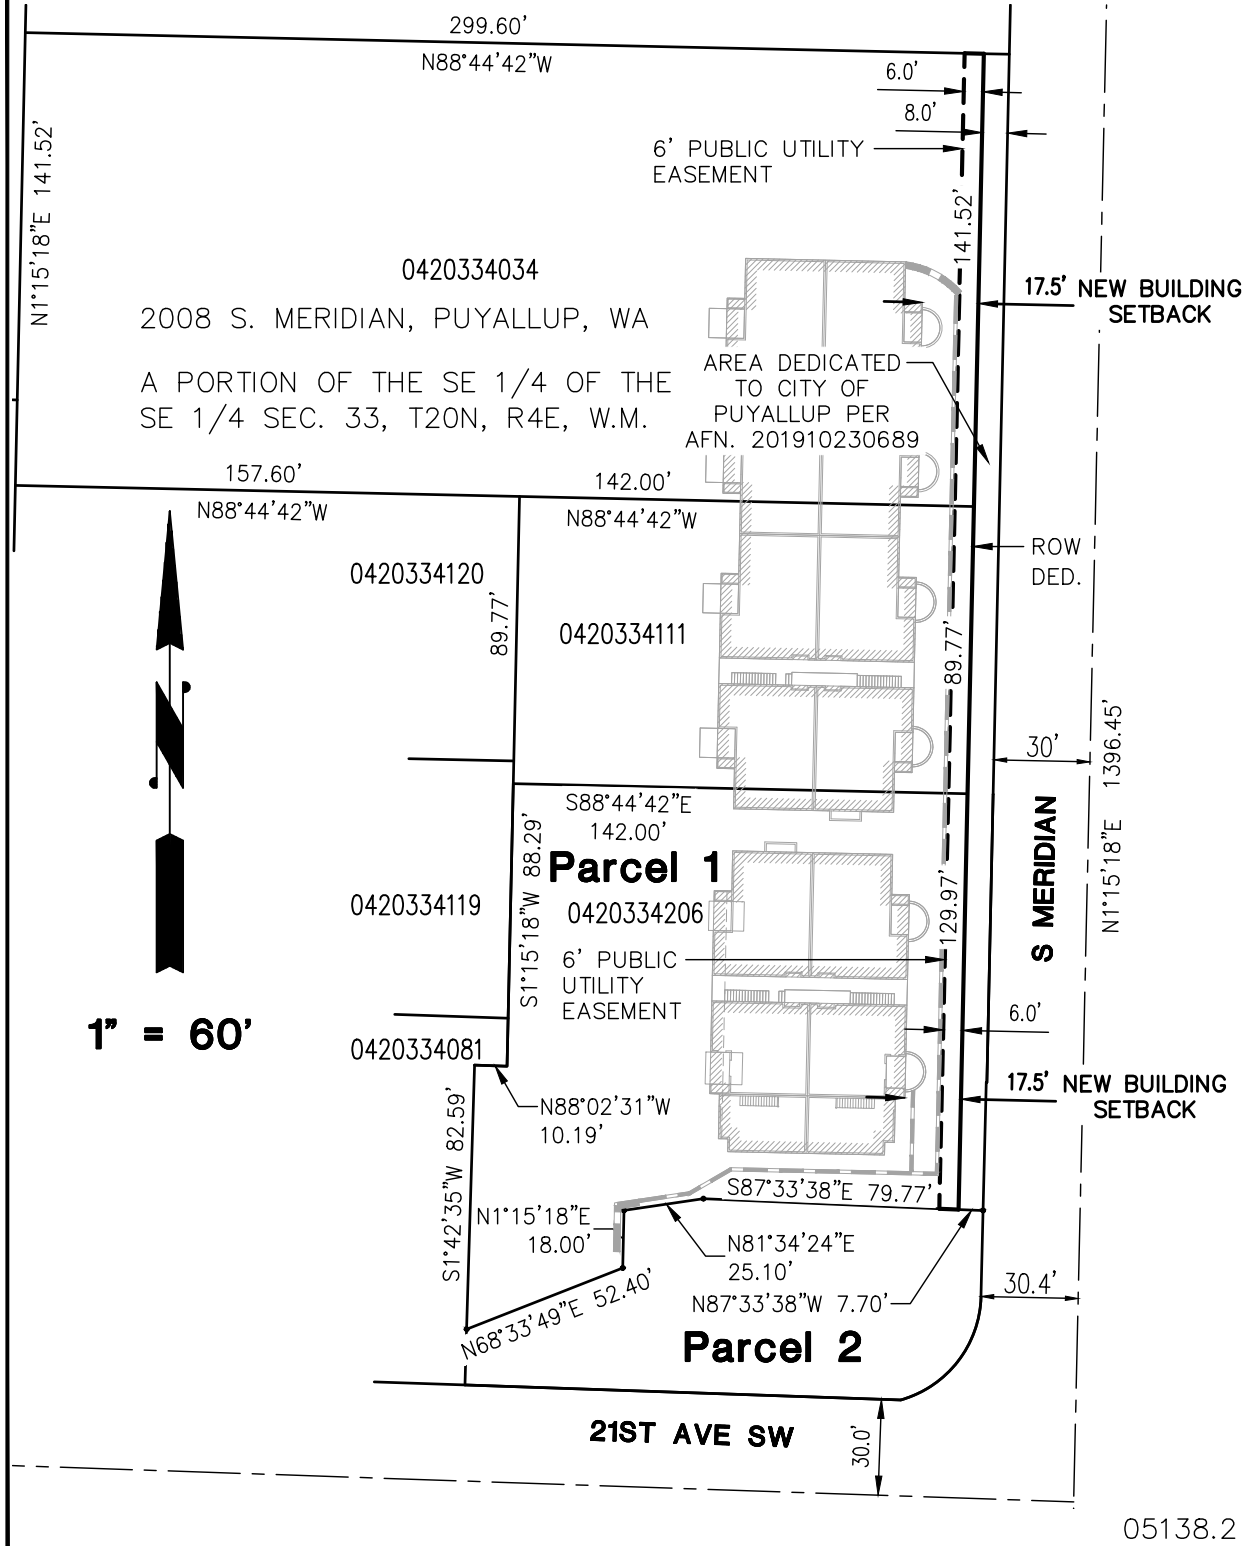 299.60'
N88°44'42"W
6.0'
8.0'
6' PUBLIC UTILITY
EASEMENT
N1°15'18"E 141.52'
141.52'
0420334034
17.5' NEW BUILDING
SETBACK
2008 S. MERIDIAN, PUYALLUP, WA
A PORTION OF THE SE 1/4 OF THE
SE 1/4 SEC. 33, T20N, R4E, W.M.
AREA DEDICATED
TO CITY OF
PUYALLUP PER
AFN. 201910230689
157.60'
142.00'
N88°44'42"W
N88°44'42"W
ROW
DED.
0420334120
89.77'
0420334111
89.77'
30'
N1°15'18"E 1396.45'
S MERIDIAN
S88°44'42"E
142.00'
S1°15'18"W 88.29'
Parcel 1
0420334119
0420334206
129.97'
6' PUBLIC
UTILITY
EASEMENT
6.0'
1" = 60'
0420334081
17.5' NEW BUILDING
SETBACK
N88°02'31"W
10.19'
S1°42'35"W 82.59'
S87°33'38"E 79.77'
N1°15'18"E
18.00'
N81°34'24"E
25.10'
N68°33'49"E 52.40'
N87°33'38"W 7.70'
30.4'
Parcel 2
21ST AVE SW
30.0'
05138.2